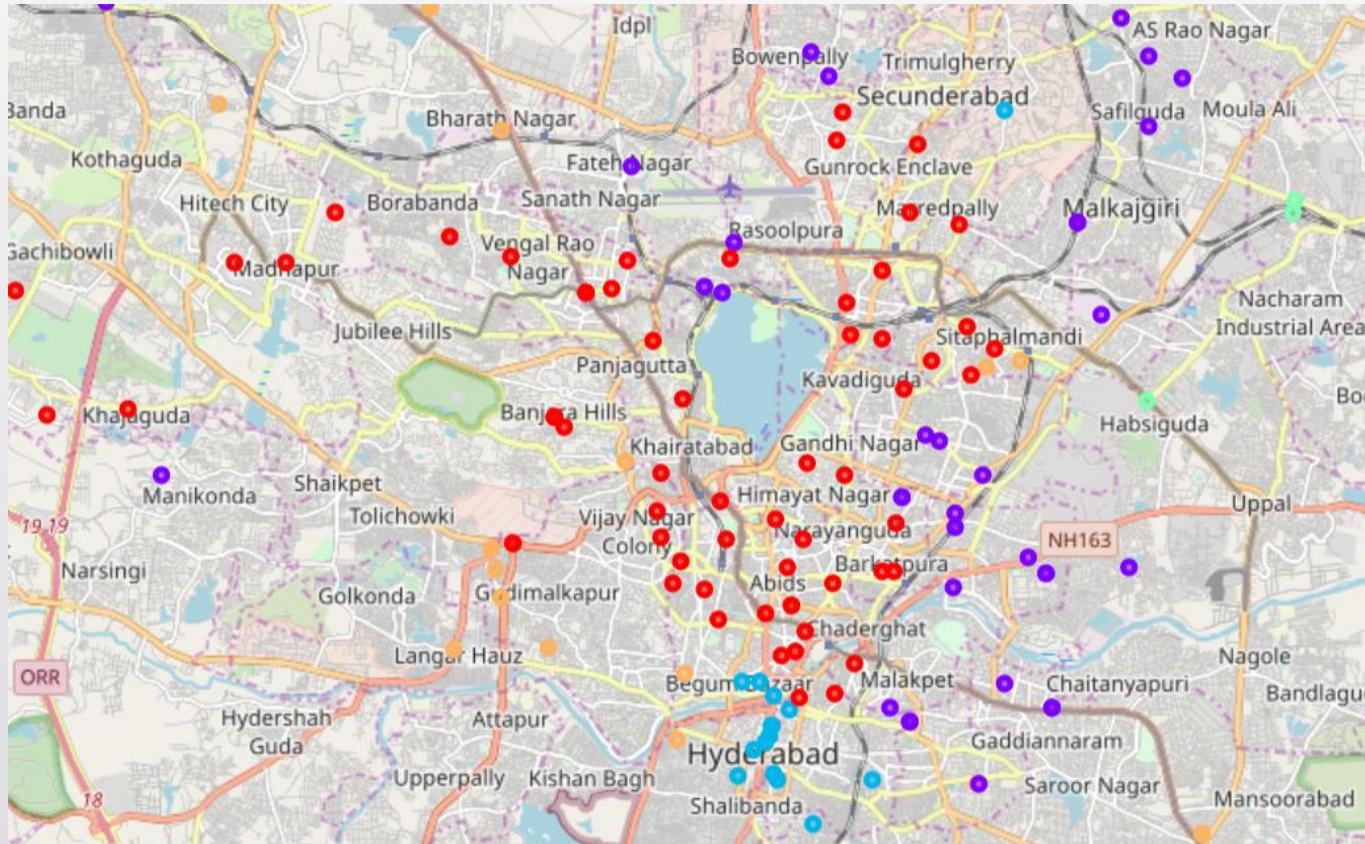 Idpl
AS Rao Nagar
Bowenpally
Trimulgherry
Secunderabad
Banda
Safilguda
Moula Ali
Bharath Nagar
Kothaguda
Fateh Nagar
Gunrock Enclave
Hitech City
Borabanda
Sanath Nagar
Marredpally
Malkajgiri
Rasoolpura
Gachibowli
Vengal Rao
Nagar
Madhapur
Nacharam
Industrial Area
Jubilee Hills
Sitaphalmandi
Panjagutta
Kavadiguda
Khajaguda
Banjara Hills
Habsiguda
Khairatabad
Gandhi Nagar
Shaikpet
Manikonda
Himayat Nagar
Uppal
Tolichowki
Vijay Nagar
Colony
19,19
Narayanguda
NH163
Narsingi
Barkatpura
Golkonda
Gudimalkapur
Abids
Chaderghat
Langar Hauz
Nagole
ORR
Begum Bazaar
Malakpet
Chaitanyapuri
Bandlagu
Hydershah
Guda
Attapur
Gaddiannaram
Hyderabad
Upperpally
Kishan Bagh
Saroor Nagar
18
Shalibanda
Mansoorabad